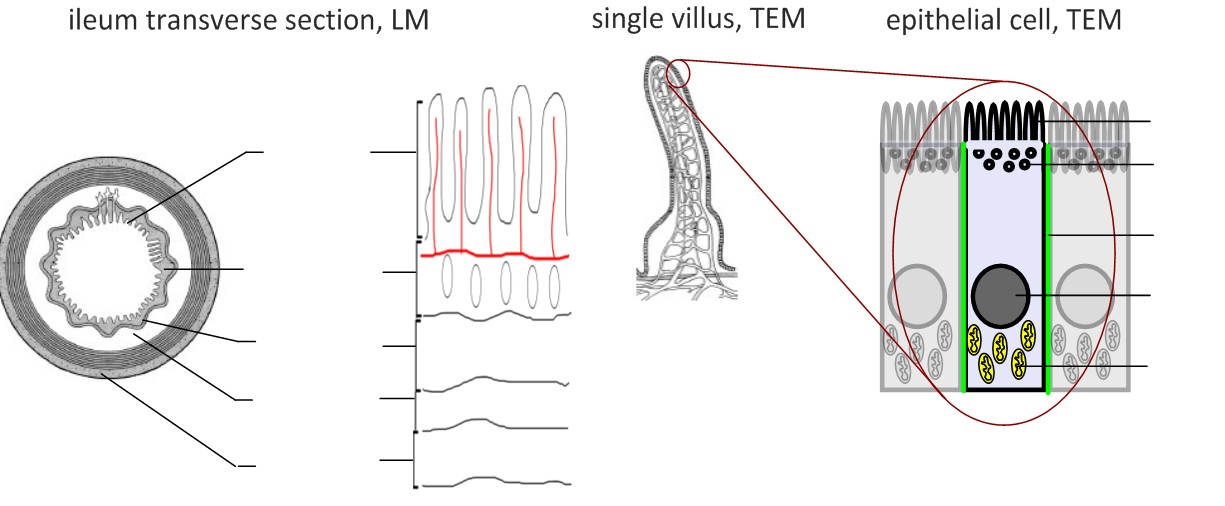 ileum transverse section, LM
single villus, TEM
epithelial cell, TEM